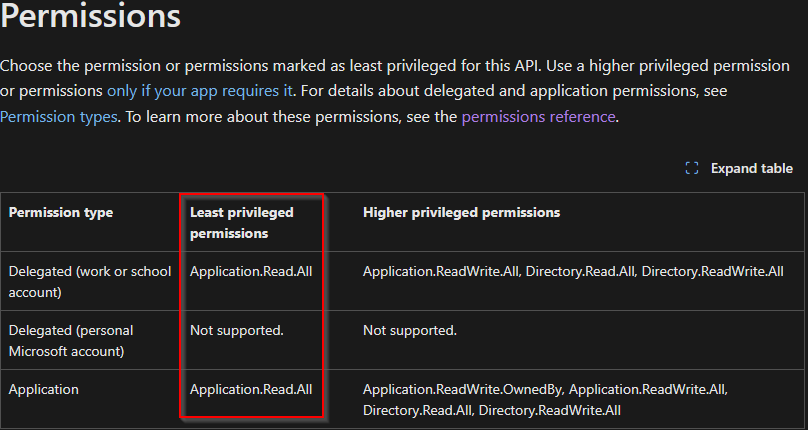 Permissions
Choose the permission or permissions marked as least privileged for this API. Use a higher privileged permission
or permissions only if your app requires it. For details about delegated and application permissions, see
Permission types. To learn more about these permissions, see the permissions reference.
Expand table
Permission type Least privileged permissions Higher privileged permissions
Delegated (work or school account) Application.Read.All Application.ReadWrite.All, Directory.Read.All, Directory.ReadWrite.All
Delegated (personal Microsoft account) Not supported. Not supported.
Application Application.Read.All Application.ReadWrite.OwnedBy, Application.ReadWrite.All, Directory.Read.All, Directory.ReadWrite.All